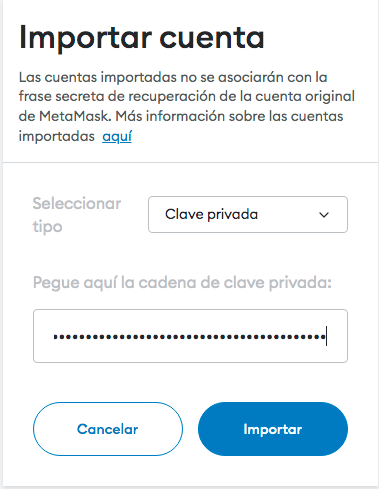 Importar cuenta
Las cuentas importadas no se asociarán con la
frase secreta de recuperación de la cuenta original
de MetaMask. Más información sobre las cuentas
importadas aquí
Seleccionar
tipo
Clave privada
Pegue aquí la cadena de clave privada:
••••••••••••••••••••••••••••••••••••••••••
Cancelar
Importar